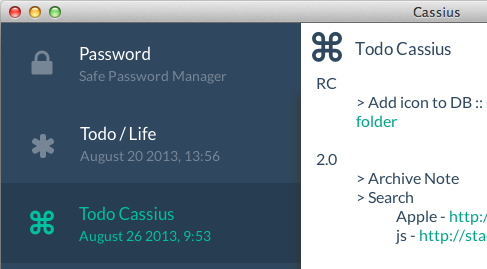 Cassius
Password
Safe Password Manager
Todo / Life
August 20 2013, 13:56
Todo Cassius
August 26 2013, 9:53
Todo Cassius
RC
> Add icon to DB ::
folder
2.0
> Archive Note
> Search
Apple - http:/
js - http://sta